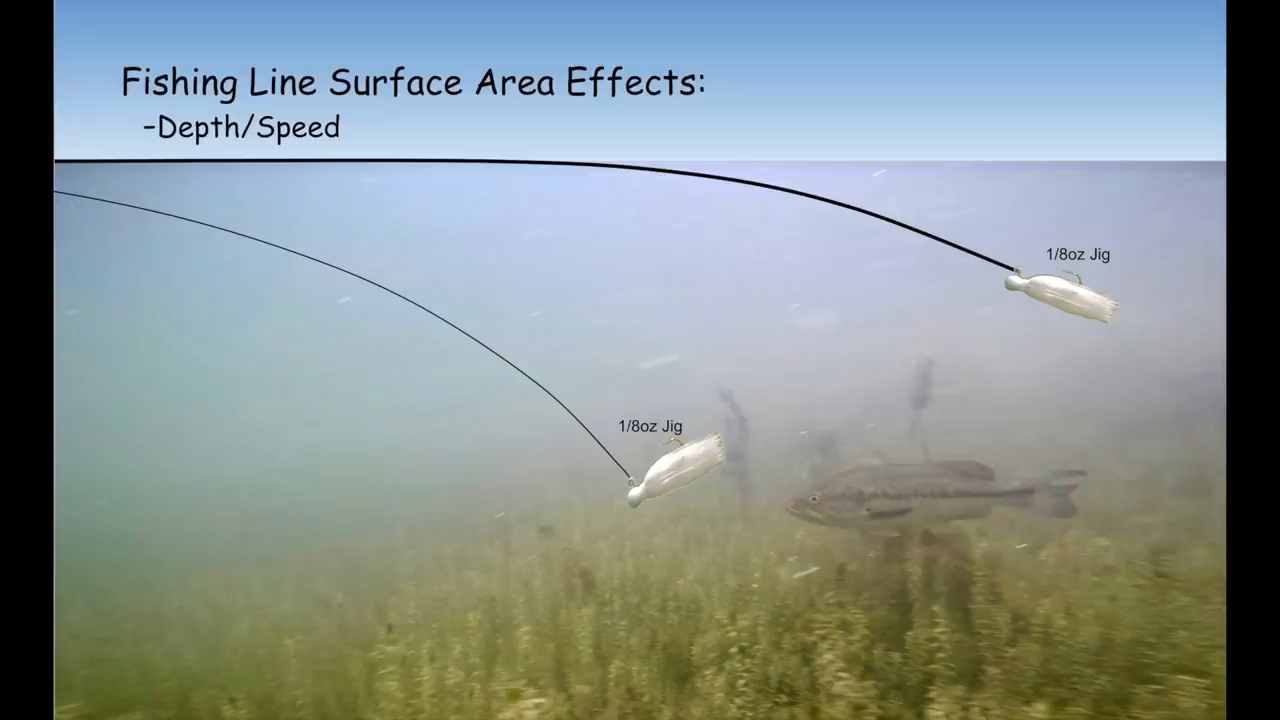 Fishing Line Surface Area Effects:
-Depth/Speed
1/8oz Jig
1/8oz Jig